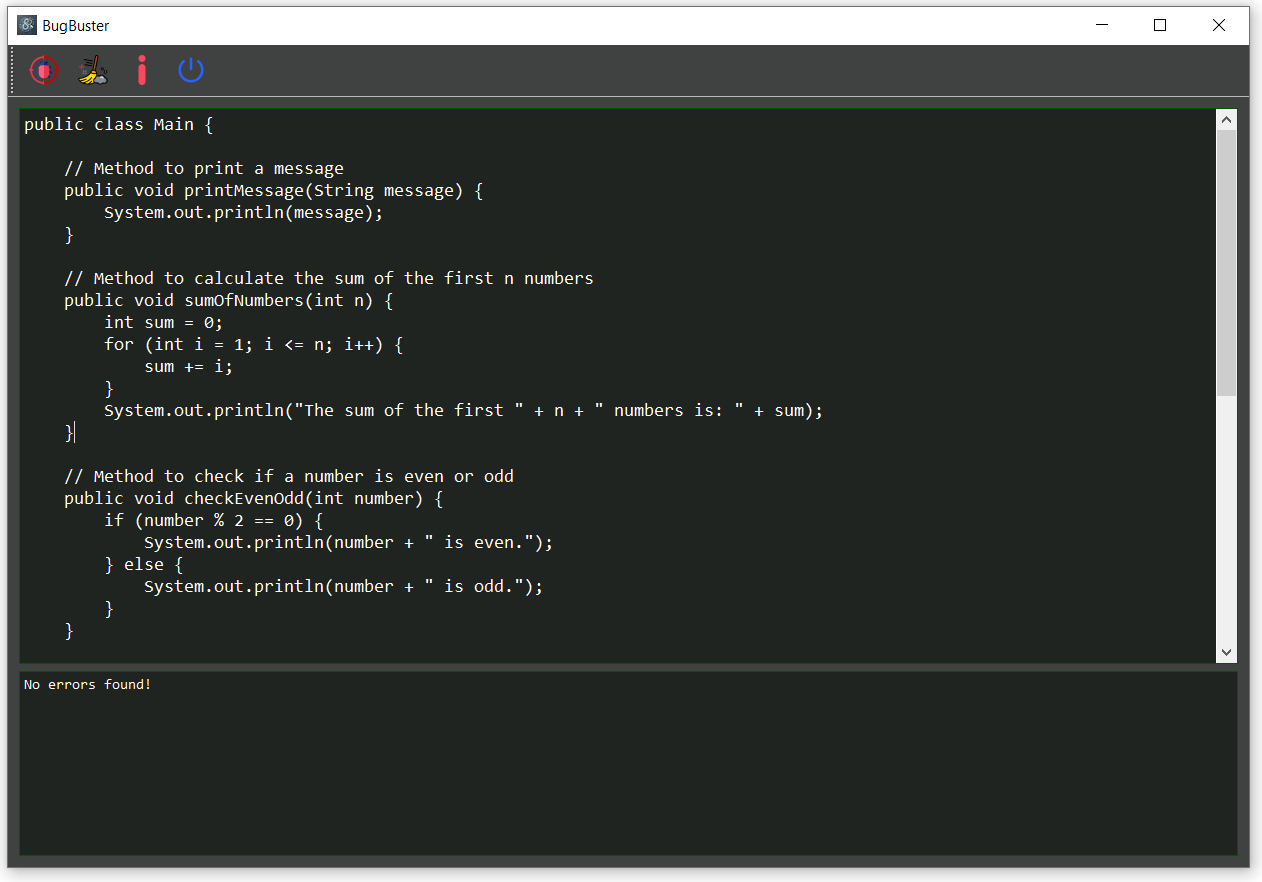 BugBuster
public class Main {
    // Method to print a message
    public void printMessage(String message) {
        System.out.println(message);
    }
    // Method to calculate the sum of the first n numbers
    public void sumOfNumbers(int n) {
        int sum = 0;
        for (int i = 1; i <= n; i++) {
            sum += i;
        }
        System.out.println("The sum of the first " + n + " numbers is: " + sum);
    }
    // Method to check if a number is even or odd
    public void checkEvenOdd(int number) {
        if (number % 2 == 0) {
            System.out.println(number + " is even.");
        } else {
            System.out.println(number + " is odd.");
        }
    }
No errors found!